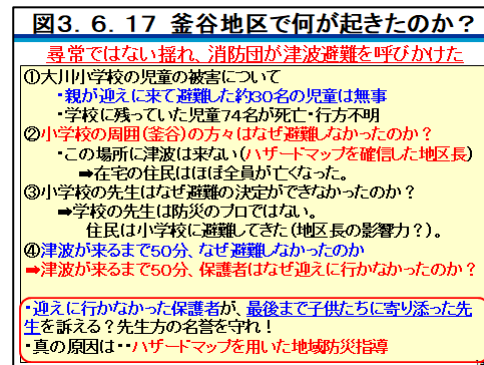 図3．6．17 釜谷地区で何が起きたのか？
尋常ではない揺れ、消防団が津波避難を呼びかけた
①大川小学校の児童の被害について
・親が迎えに来て避難した約30名の児童は無事
・学校に残っていた児童74名が死亡・行方不明
②小学校の周囲(釜谷)の方々はなぜ避難しなかったのか？
・この場所に津波は来ない(ハザードマップを確信した地区長)
➡在宅の住民はほぼ全員が亡くなった。
③小学校の先生はなぜ避難の決定ができなかったのか？
➡学校の先生は防災のプロではない。
住民は小学校に避難してきた(地区長の影響力？)。
④津波が来るまで50分、なぜ避難しなかったのか
➡津波が来るまで50分、保護者はなぜ迎えに行かなかったのか？
・迎えに行かなかった保護者が、最後まで子供たちに寄り添った先
生を訴える？先生方の名誉を守れ！
・真の原因は・・ハザードマップを用いた地域防災指導